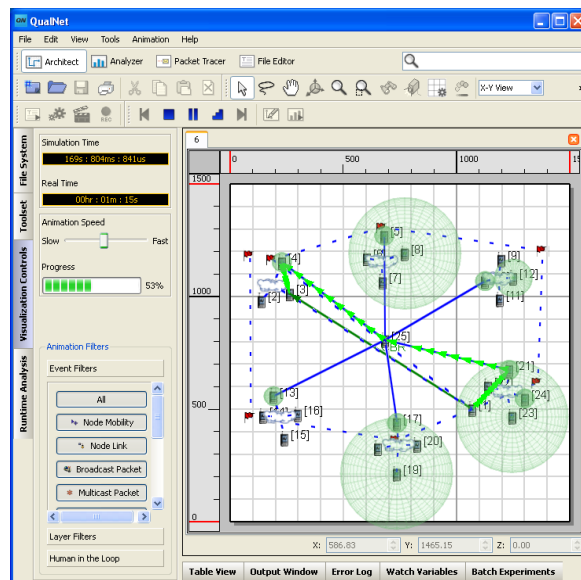 QualNet
File Edit View Tools Animation Help
Architect Analyzer Packet Tracer File Editor
X-Y View
REC
File System
Toolset
Visualization Controls
Runtime Analysis
Simulation Time
169s : 804ms : 841us
Real Time
00hr : 01m : 15s
Animation Speed
Slow Fast
Progress
53%
Animation Filters
Event Filters
All
Node Mobility
Node Link
Broadcast Packet
Multicast Packet
Layer Filters
Human in the Loop
6
0 500 1000
1500
1000
500
0
[5]
[8]
[9]
[4]
[7]
[12]
[2]
[3]
[11]
[25]
BR
[21]
[13]
[24]
[16]
[1]
[17]
[23]
[15]
[20]
[19]
X: 586.83 Y: 1465.15 Z: 0.00
Table View Output Window Error Log Watch Variables Batch Experiments